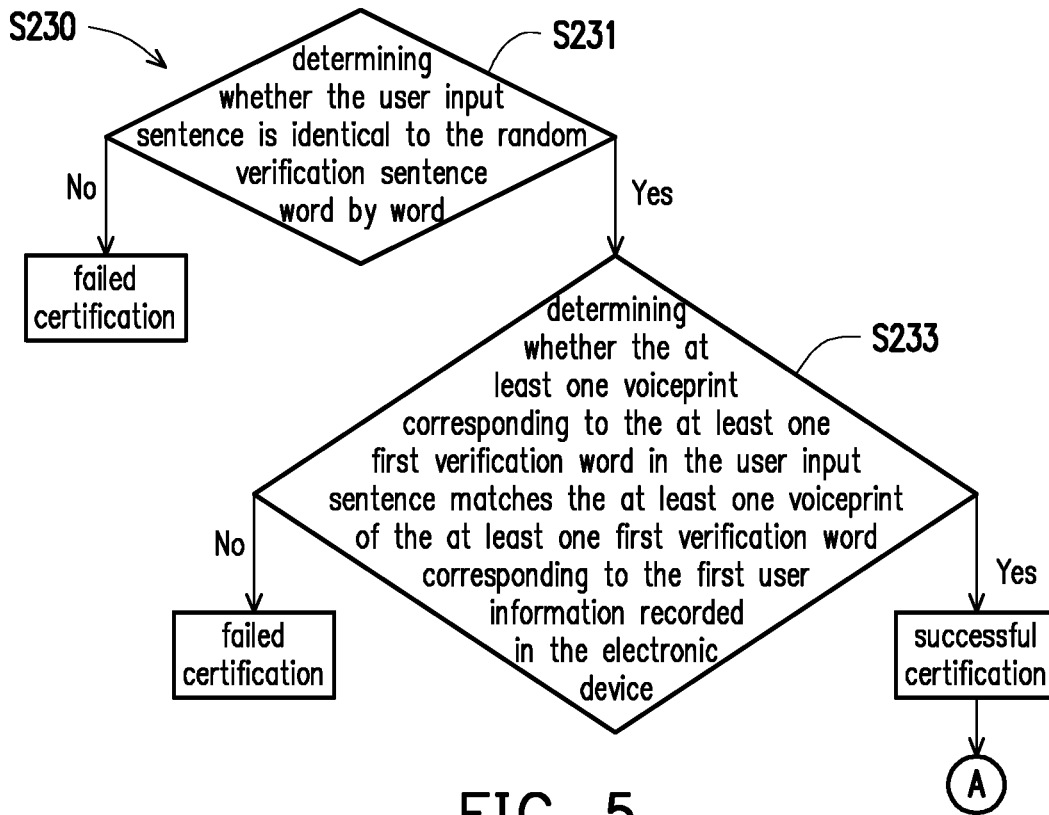 S230
S231
determining
whether the user input
sentence is identical to the random
verification sentence
word by word
No
Yes
failed
certification
S233
determining
whether the at
least one voiceprint
corresponding to the at least one
first verification word in the user input
sentence matches the at least one voiceprint
of the at least one first verification word
corresponding to the first user
information recorded
in the electronic
device
No
Yes
failed
certification
successful
certification
A
FIG. 5